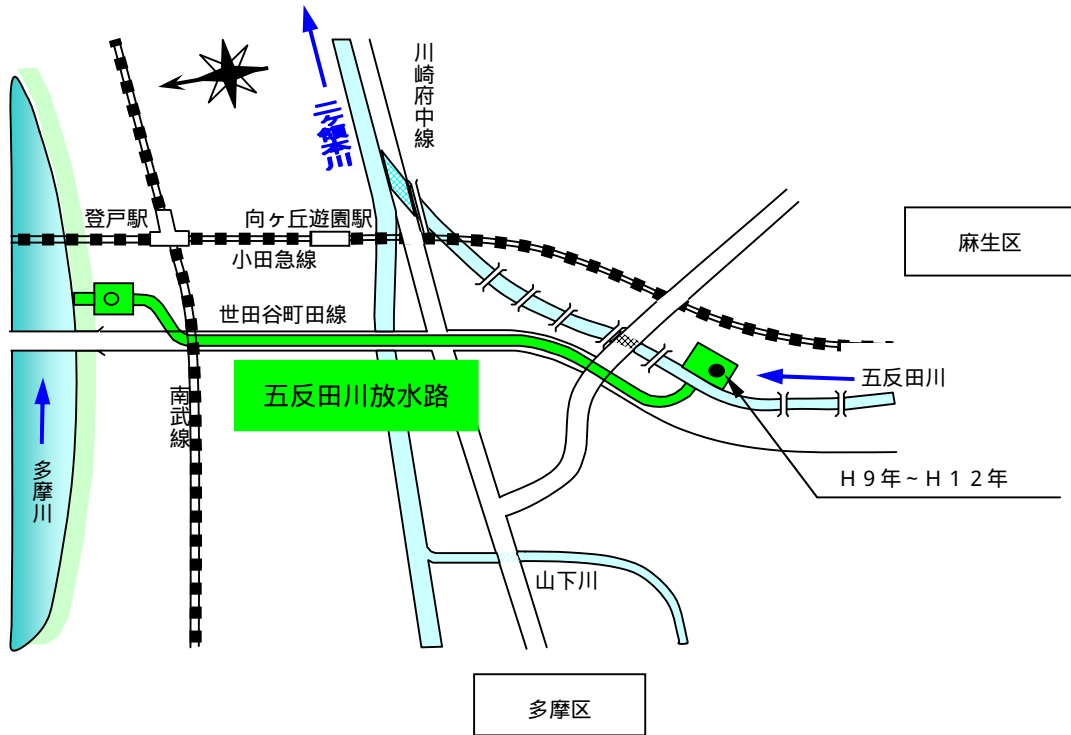 川崎府中線
二ヶ領本川
登戸駅
向ヶ丘遊園駅
小田急線
麻生区
世田谷町田線
五反田川放水路
五反田川
南武線
多摩川
H9年~H12年
山下川
多摩区